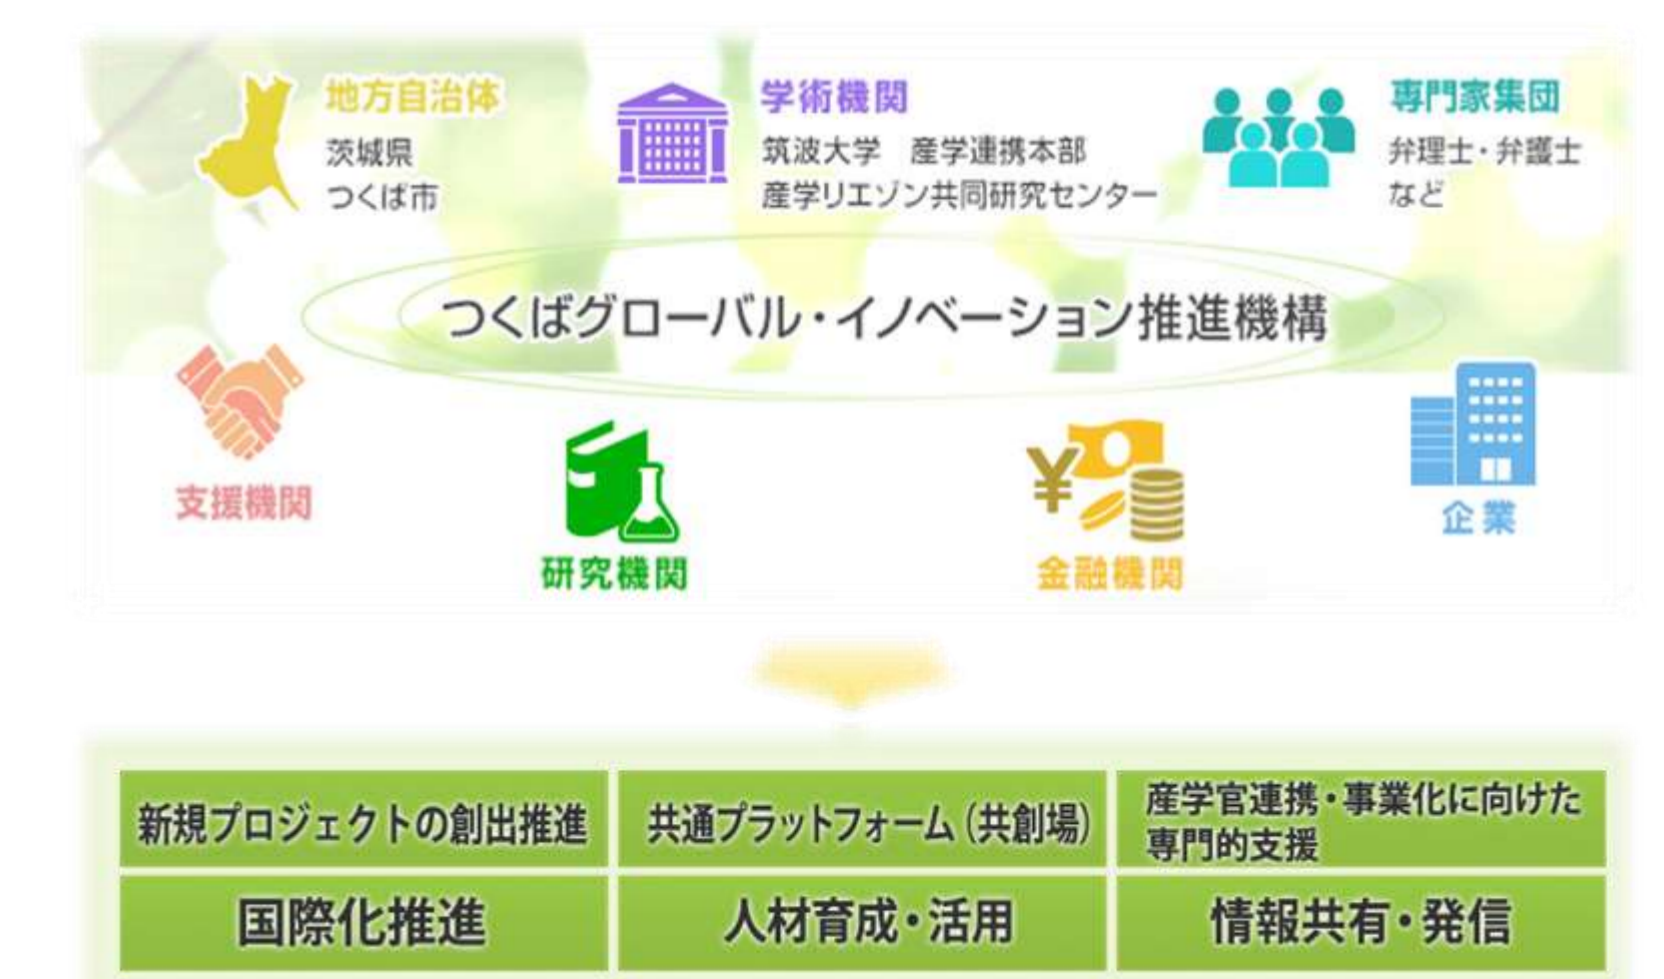 地方自治体
茨城県
つくば市
学術機関
筑波大学 産学連携本部
産学リエゾン共同研究センター
専門家集団
弁理士・弁護士
など
つくばグローバル・イノベーション推進機構
支援機関
研究機関
¥
金融機関
企業
新規プロジェクトの創出推進
共通プラットフォーム(共創場)
産学官連携・事業化に向けた
専門的支援
国際化推進
人材育成・活用
情報共有・発信